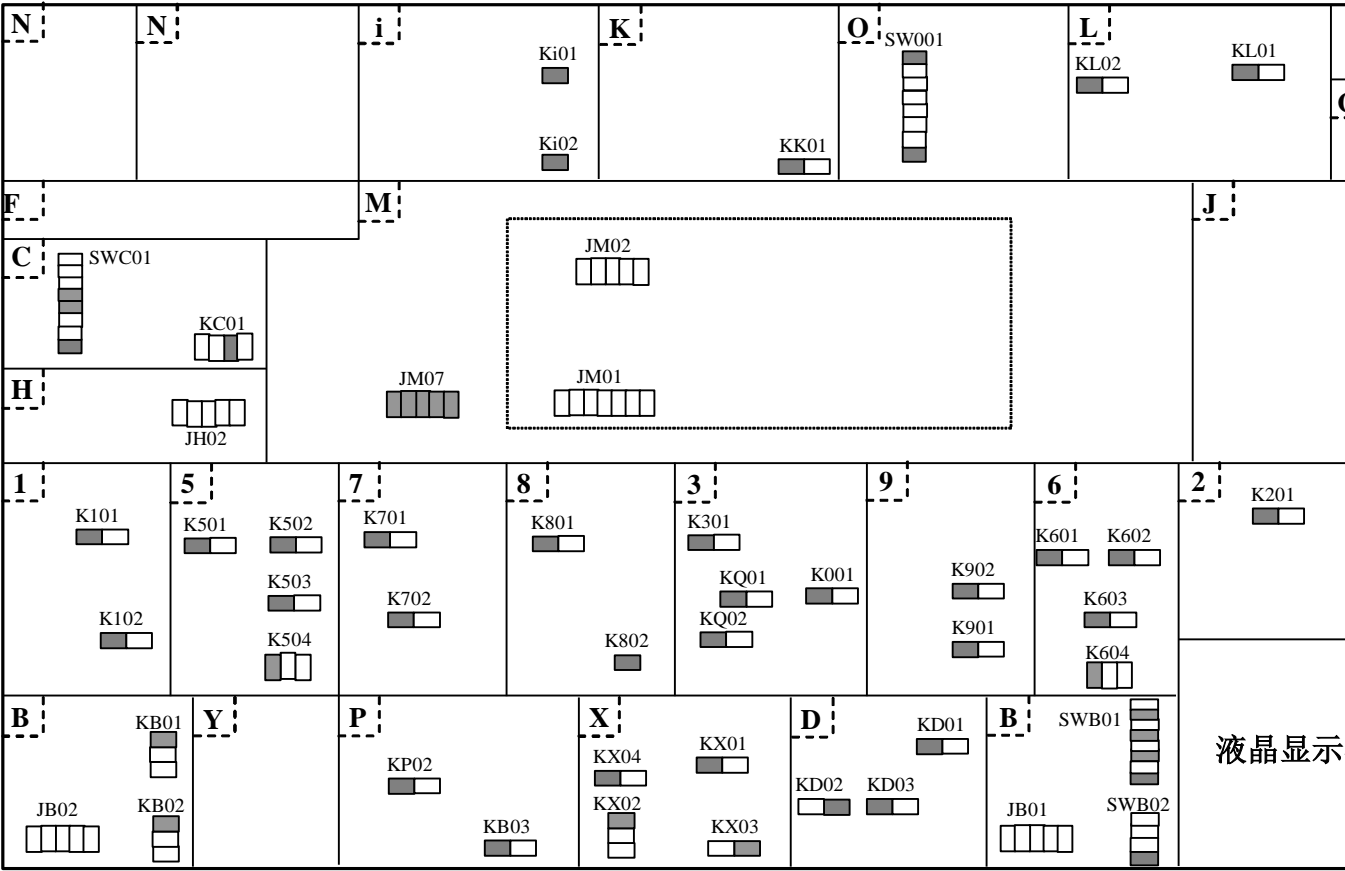 N
N
i
K
O
L
Ki01
SW001
KL02
KL01
Ki02
KK01
F
M
J
C
SWC01
JM02
KC01
H
JM07
JM01
JH02
1
5
7
8
3
9
6
2
K101
K501
K502
K701
K801
K301
K601
K602
K201
K503
KQ01
K001
K902
K102
K702
KQ02
K603
K504
K802
K901
K604
B
KB01
Y
P
X
D
KD01
B
SWB01
KP02
KX04
KX01
液晶显示
JB02
KB02
KX02
KD02
KD03
JB01
SWB02
KB03
KX03